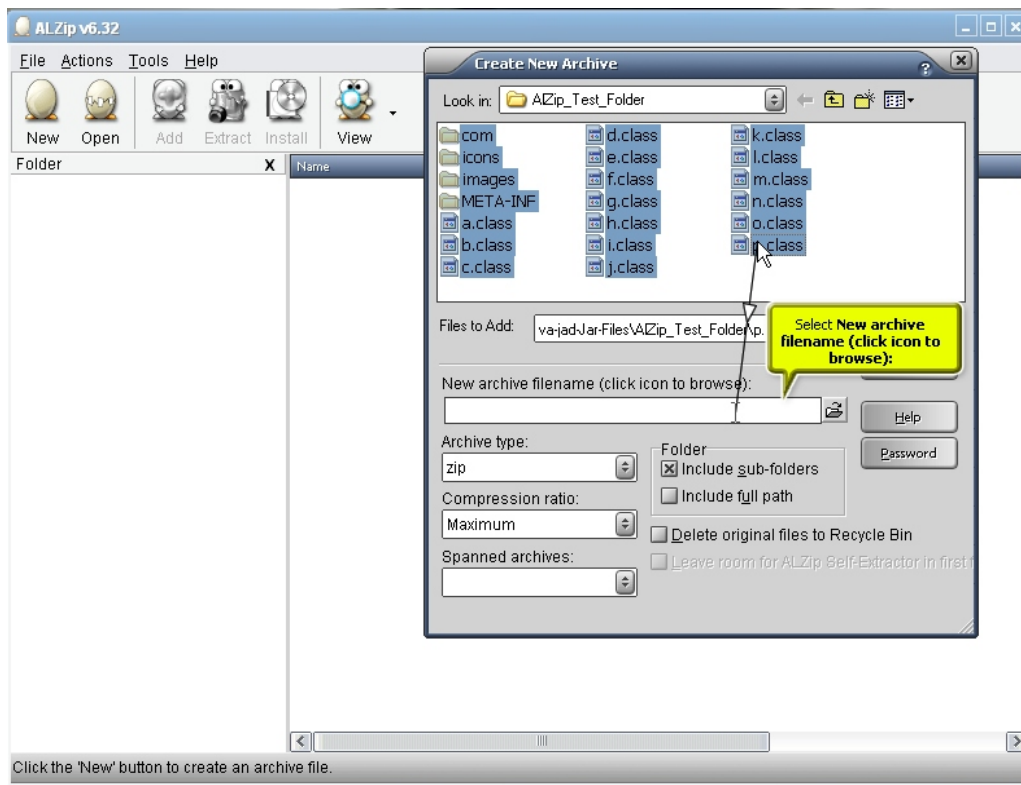 ALZip v6.32
File Actions Tools Help
New Open Add Extract Install View
Folder X Name
Create New Archive ?
Look in: AlZip_Test_Folder
com
icons
images
META-INF
a.class
b.class
c.class
d.class
e.class
f.class
g.class
h.class
i.class
j.class
k.class
l.class
m.class
n.class
o.class
p.class
Files to Add: va-jad-Jar-Files\AlZip_Test_Folder\p.
Select New archive
filename (click icon to
browse):
New archive filename (click icon to browse):
Help
Password
Archive type:
zip
Compression ratio:
Maximum
Spanned archives:
Folder
Include sub-folders
Include full path
Delete original files to Recycle Bin
Leave room for ALZip Self-Extractor in first
Click the 'New' button to create an archive file.